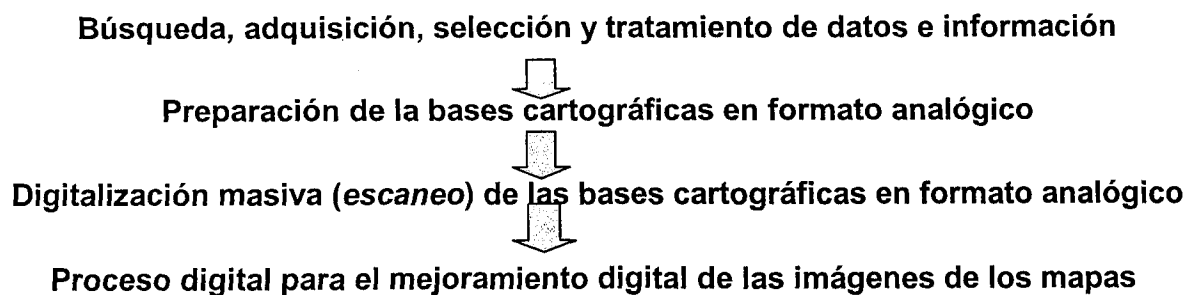 Búsqueda, adquisición, selección y tratamiento de datos e información
Preparación de la bases cartográficas en formato analógico
Digitalización masiva (escaneo) de las bases cartográficas en formato analógico
Proceso digital para el mejoramiento digital de las imágenes de los mapas